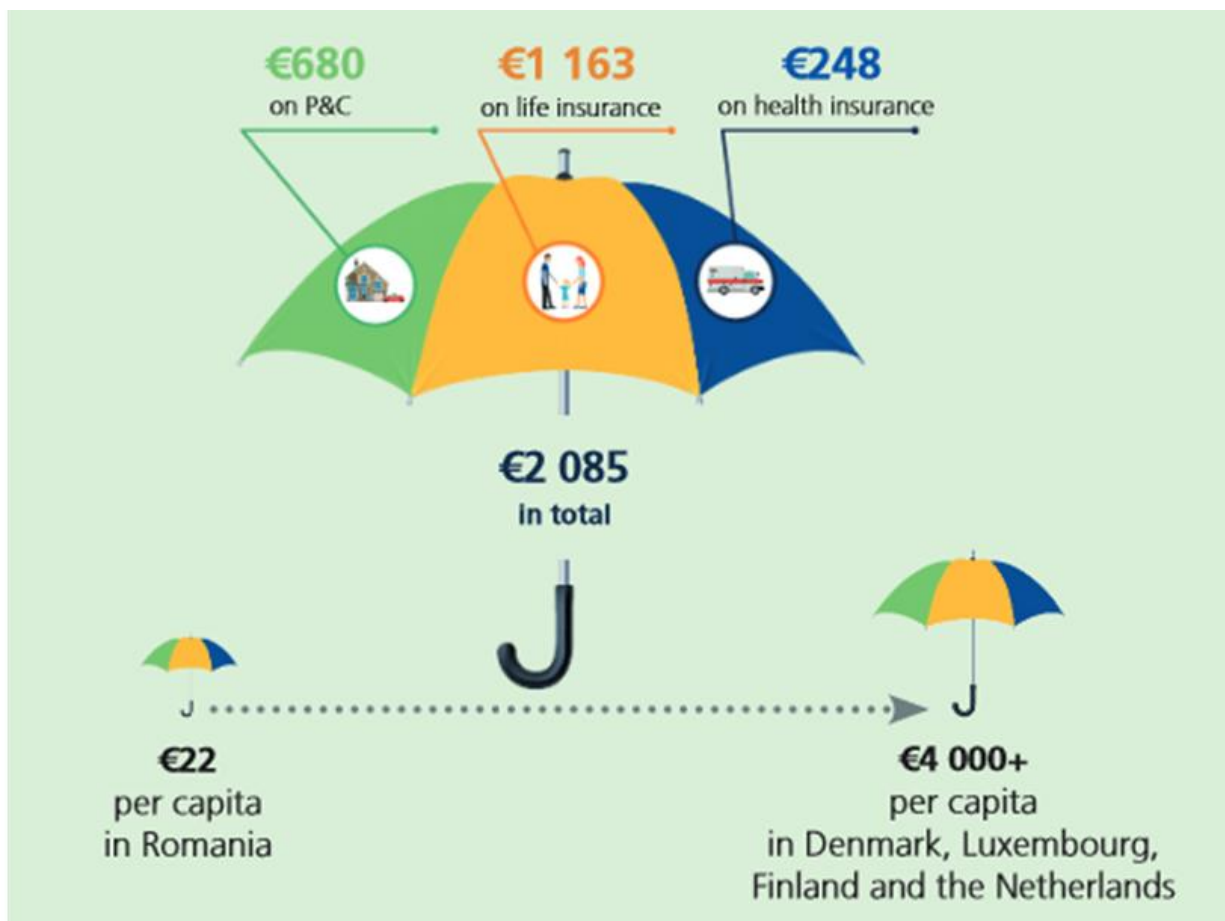 €680
on P&C
€1 163
on life insurance
€248
on health insurance
€2 085
in total
€22
per capita
in Romania
€4 000+
per capita
in Denmark, Luxembourg,
Finland and the Netherlands